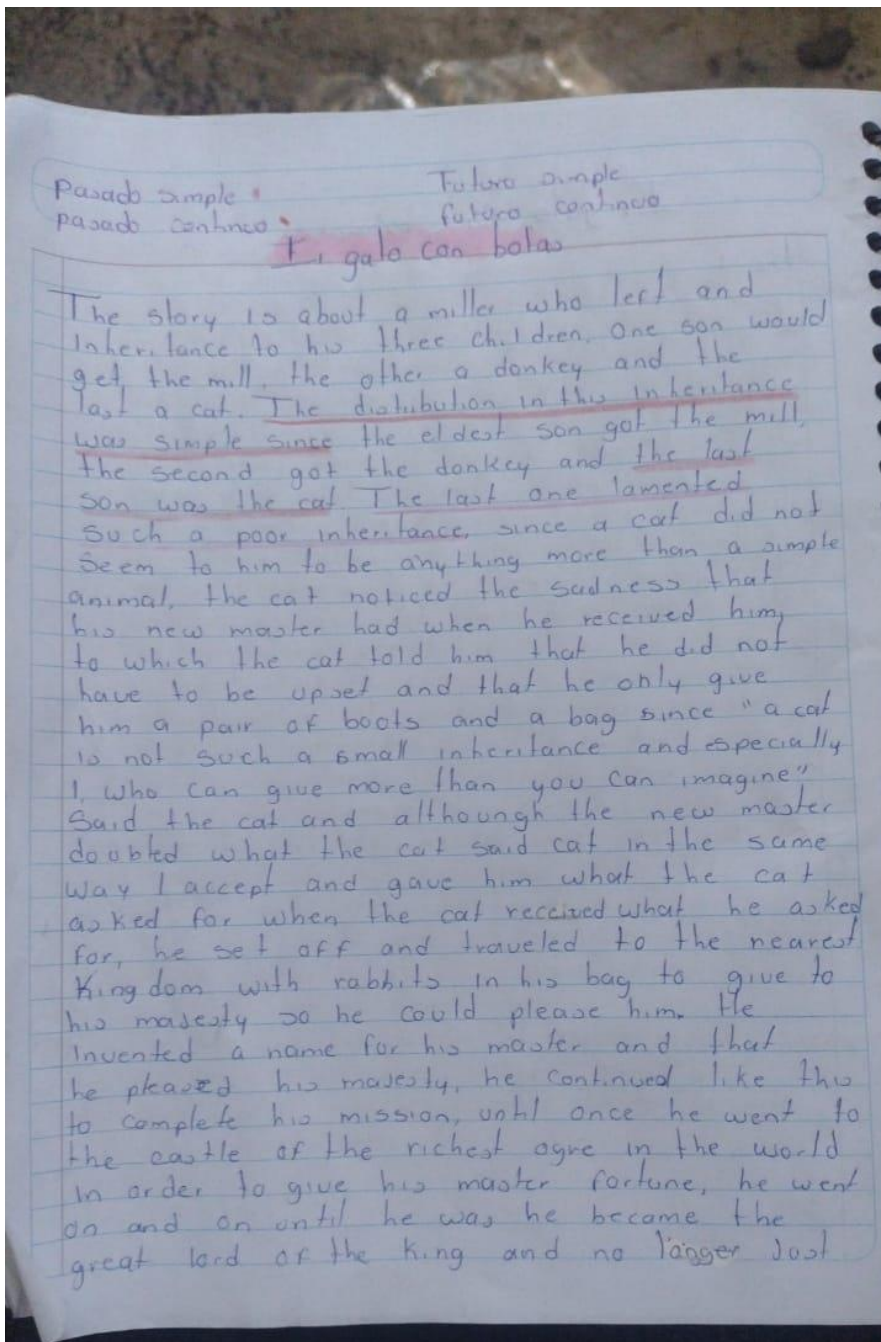 Pasado simple
Futuro simple
pasado continuo
futuro continuo
El gato con botas
The story is about a miller who left and
Inheritance to his three children, One son would
get the mill, the other a donkey and the
last a cat. The distribution in this inheritance
was simple since the eldest son got the mill,
the second got the donkey and the last
son was the cat. The last one lamented
such a poor inheritance, since a cat did not
seem to him to be anything more than a simple
animal, the cat noticed the sadness that
his new master had when he received him,
to which the cat told him that he did not
have to be upset and that he only give
him a pair of boots and a bag since "a cat
is not such a small inheritance and especially
I, who can give more than you can imagine"
Said the cat and althoungh the new master
doubted what the cat said cat in the same
way I accept and gave him what the cat
asked for when the cat received what he asked
for, he set off and traveled to the nearest
Kingdom with rabbits in his bag to give to
his majesty so he could please him. He
invented a name for his master and that
he pleased his majesty, he continued like this
to complete his mission, until once he went to
the castle of the richest ogre in the world
in order to give his master fortune, he went
on and on until he was he became the
great lord of the King and no longer Just